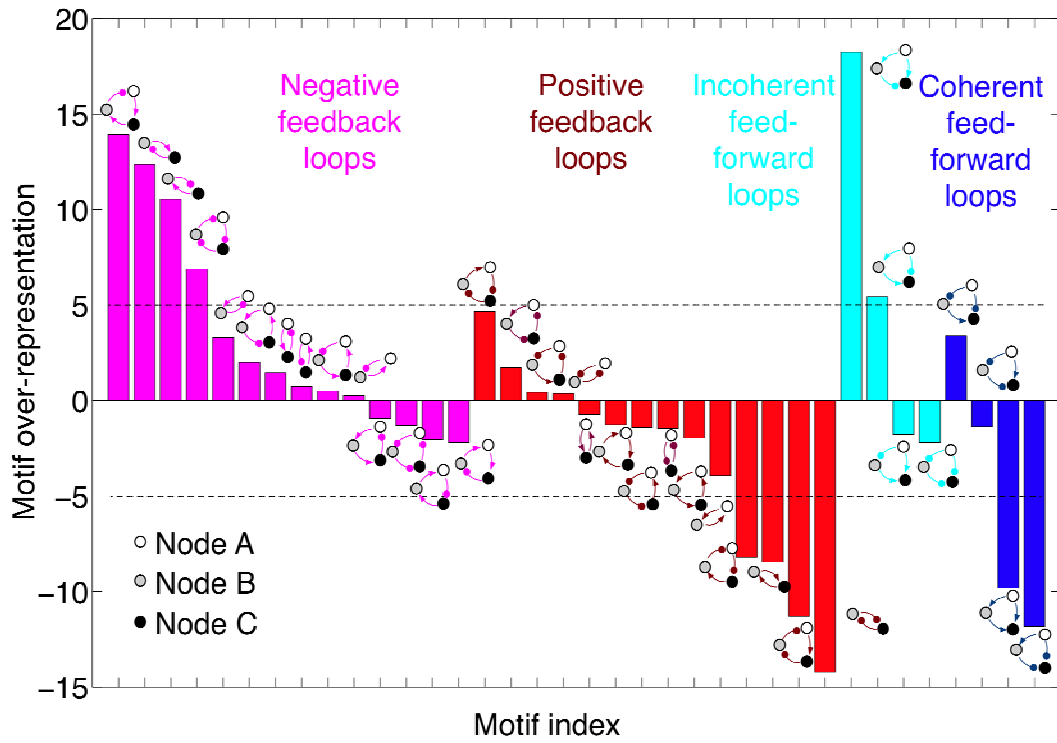 20
15
10
5
0
−5
−10
−15
Motif over-representation
Negative
feedback
loops
Positive
feedback
loops
Incoherent
feed-
forward
loops
Coherent
feed-
forward
loops
Node A
Node B
Node C
Motif index